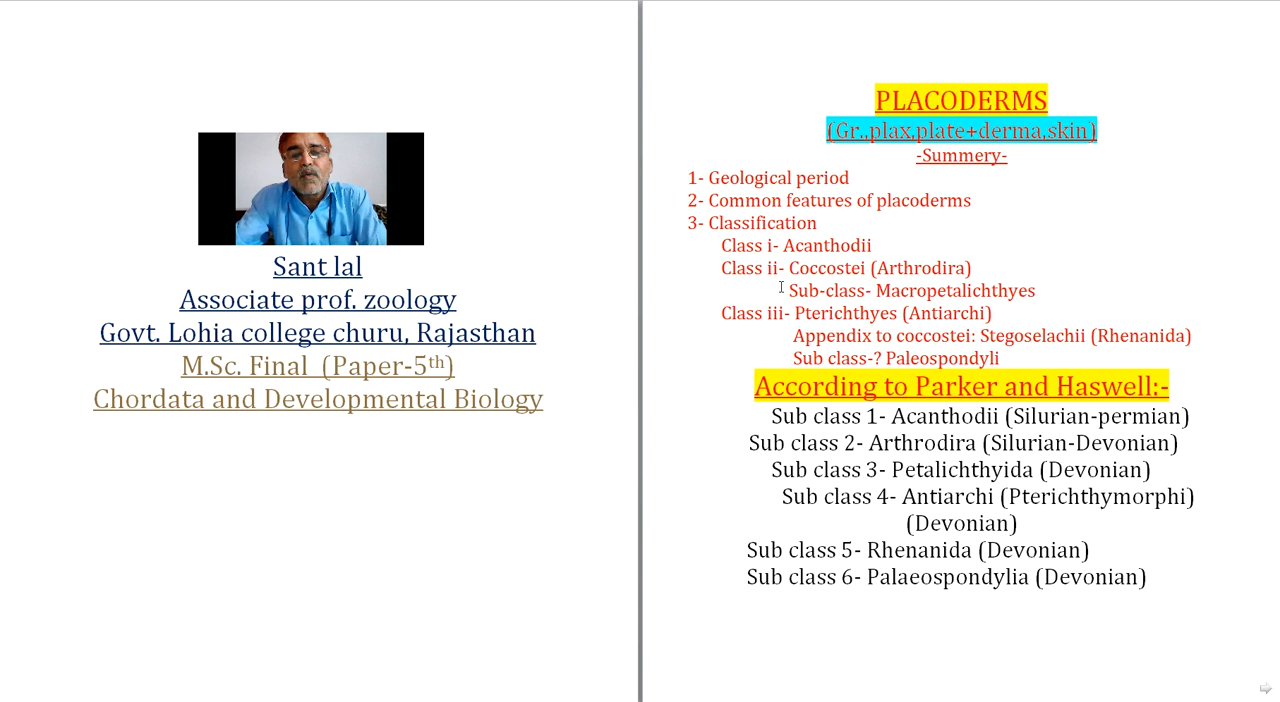 Sant lal
Associate prof. zoology
Govt. Lohia college churu, Rajasthan
M.Sc. Final (Paper-5th)
Chordata and Developmental Biology
PLACODERMS
(Gr.,plax,plate+derma,skin)
-Summery-
1- Geological period
2- Common features of placoderms
3- Classification
Class i- Acanthodii
Class ii- Coccostei (Arthrodira)
Sub-class- Macropetalichthyes
Class iii- Pterichthyes (Antiarchi)
Appendix to coccostei: Stegoselachii (Rhenanida)
Sub class-? Paleospondyli
According to Parker and Haswell:-
Sub class 1- Acanthodii (Silurian-permian)
Sub class 2- Arthrodira (Silurian-Devonian)
Sub class 3- Petalichthyida (Devonian)
Sub class 4- Antiarchi (Pterichthymorphi)
(Devonian)
Sub class 5- Rhenanida (Devonian)
Sub class 6- Palaeospondylia (Devonian)